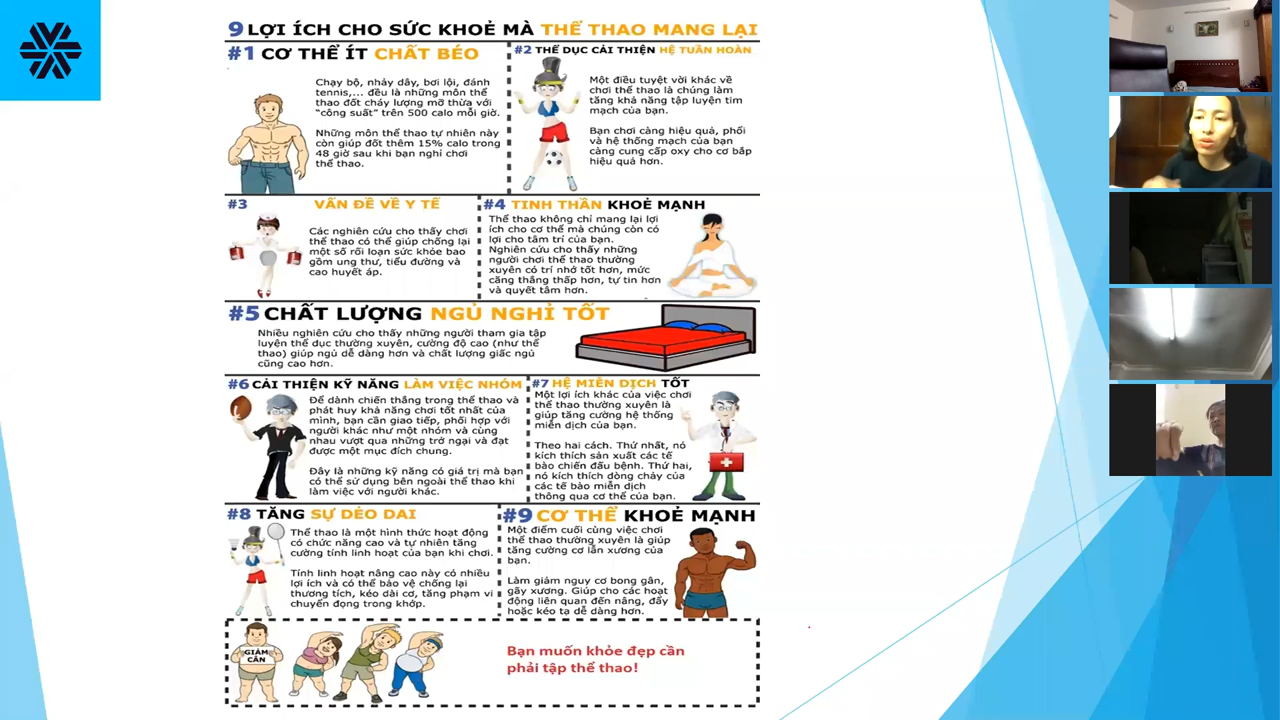 9 LỢI ÍCH CHO SỨC KHOẺ MÀ THỂ THAO MANG LẠI
#1 CƠ THỂ ÍT CHẤT BÉO
Chạy bộ, nhảy dây, bơi lội, đánh
tennis,... đều là những môn thể
thao đốt cháy lượng mỡ thừa với
“công suất” trên 500 calo mỗi giờ.
Những môn thể thao tự nhiên này
còn giúp đốt thêm 15% calo trong
48 giờ sau khi bạn nghỉ chơi
thể thao.
#2 THỂ DỤC CẢI THIỆN HỆ TUẦN HOÀN
Một điều tuyệt vời khác về
chơi thể thao là chúng làm
tăng khả năng tập luyện tim
mạch của bạn.
Bạn chơi càng hiệu quả, phổi
và hệ thống mạch của bạn
càng cung cấp oxy cho cơ bắp
hiệu quả hơn.
#3 VẤN ĐỀ VỀ Y TẾ
Các nghiên cứu cho thấy chơi
thể thao có thể giúp chống lại
một số rối loạn sức khỏe bao
gồm ung thư, tiểu đường và
cao huyết áp.
#4 TINH THẦN KHOẺ MẠNH
Thể thao không chỉ mang lại lợi
ích cho cơ thể mà chúng còn có
lợi cho tâm trí của bạn.
Nghiên cứu cho thấy những
người chơi thể thao thường
xuyên có trí nhớ tốt hơn, mức
căng thẳng thấp hơn, tự tin hơn
và quyết tâm hơn.
#5 CHẤT LƯỢNG NGỦ NGHỈ TỐT
Nhiều nghiên cứu cho thấy những người tham gia tập
luyện thể dục thường xuyên, cường độ cao (như thể
thao) giúp ngủ dễ dàng hơn và chất lượng giấc ngủ
cũng cao hơn.
#6 CẢI THIỆN KỸ NĂNG LÀM VIỆC NHÓM
Để dành chiến thắng trong thể thao và
phát huy khả năng chơi tốt nhất của
mình, bạn cần giao tiếp, phối hợp với
người khác như một nhóm và cùng
nhau vượt qua những trở ngại và đạt
được một mục đích chung.
Đây là những kỹ năng có giá trị mà bạn
có thể sử dụng bên ngoài thể thao khi
làm việc với người khác.
#7 HỆ MIỄN DỊCH TỐT
Một lợi ích khác của việc chơi
thể thao thường xuyên là
giúp tăng cường hệ thống
miễn dịch của bạn.
Theo hai cách. Thứ nhất, nó
kích thích sản xuất các tế
bào chiến đấu bệnh. Thứ hai,
nó kích thích dòng chảy của
các tế bào miễn dịch
thông qua cơ thể của bạn.
#8 TĂNG SỰ DẺO DAI
Thể thao là một hình thức hoạt động
có chức năng cao và tự nhiên tăng
cường tính linh hoạt của bạn khi chơi.
Tính linh hoạt nâng cao này có nhiều
lợi ích và có thể bảo vệ chống lại
thương tích, kéo dài cơ, tăng phạm vi
chuyển đọng trong khớp.
#9 CƠ THỂ KHOẺ MẠNH
Một điểm cuối cùng việc chơi
thể thao thường xuyên là giúp
tăng cường cơ lẫn xương của
bạn.
Làm giảm nguy cơ bong gân,
gãy xương. Giúp cho các hoạt
động liên quan đến nâng, đẩy
hoặc kéo tạ dễ dàng hơn.
GIẢM
CÂN
Bạn muốn khỏe đẹp cần
phải tập thể thao!